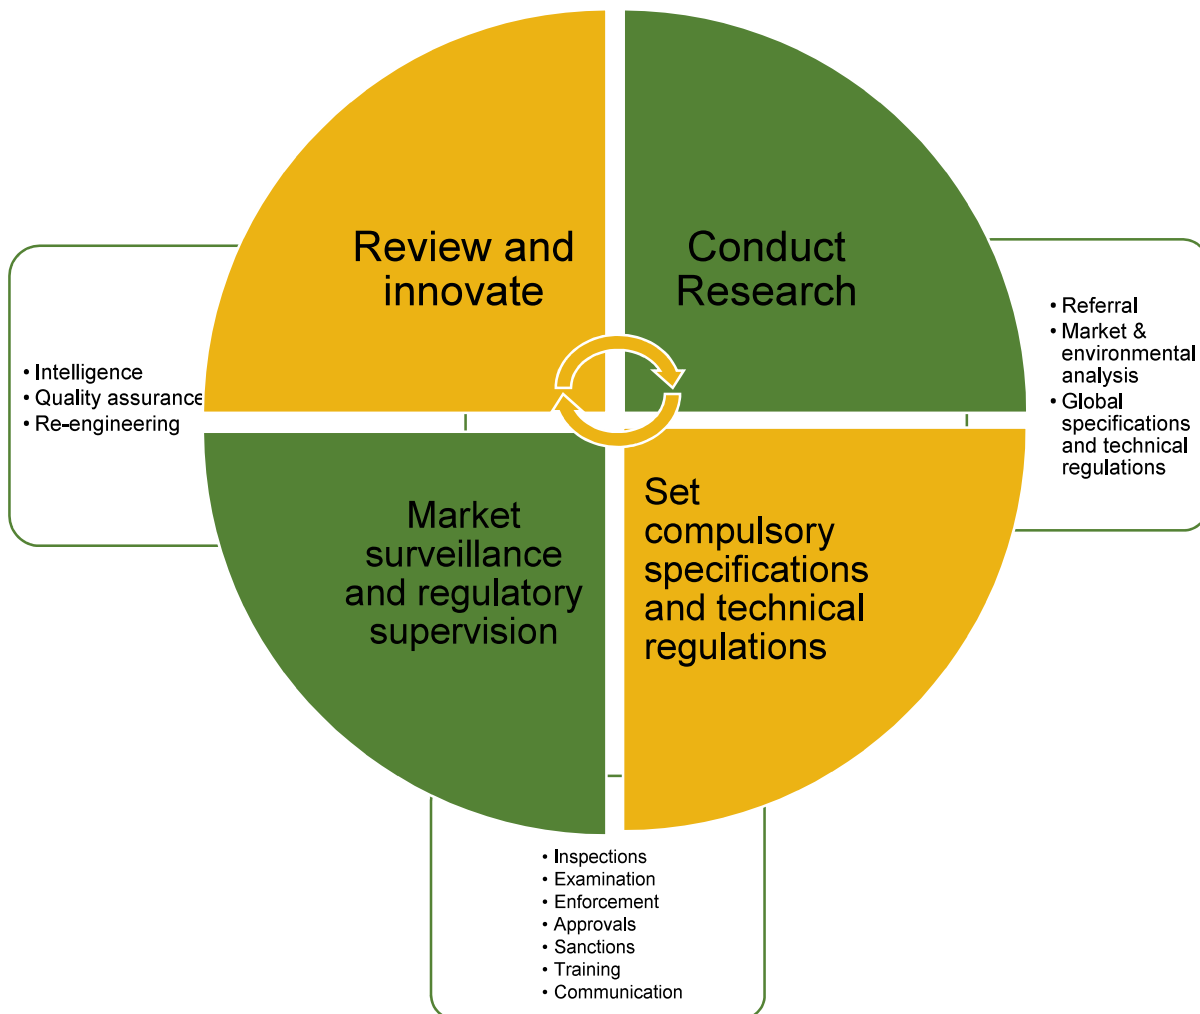 Review and
innovate
Conduct
Research
• Referral
• Market &
environmental
analysis
• Global
specifications
and technical
regulations
• Intelligence
• Quality assurance
• Re-engineering
Market
surveillance
and regulatory
supervision
Set
compulsory
specifications
and technical
regulations
• Inspections
• Examination
• Enforcement
• Approvals
• Sanctions
• Training
• Communication